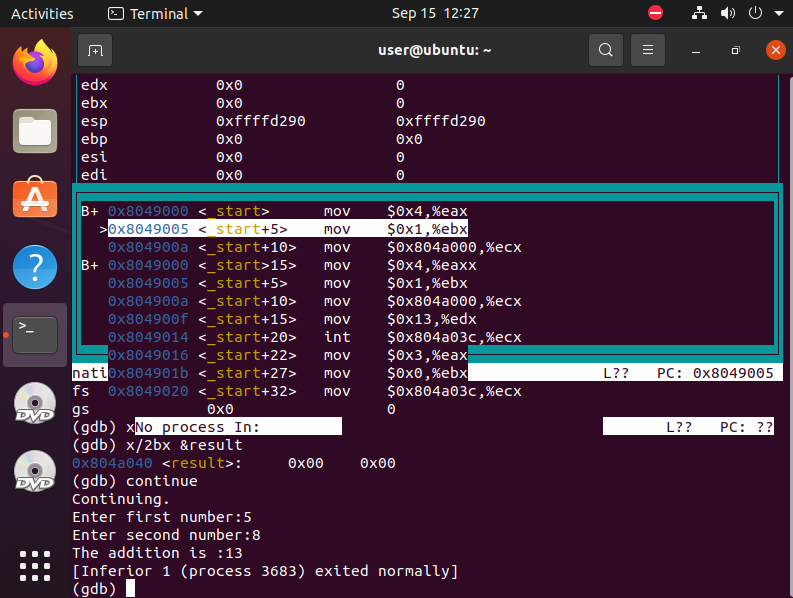 Activities Terminal Sep 15 12:27
user@ubuntu: ~
edx 0x0 0
ebx 0x0 0
esp 0xffffd290 0xffffd290
ebp 0x0 0x0
esi 0x0 0
edi 0x0 0
B+ 0x8049000 <_start> mov $0x4,%eax
>0x8049005 <_start+5> mov $0x1,%ebx
0x804900a <_start+10> mov $0x804a000,%ecx
B+ 0x8049000 <_start>15> mov $0x4,%eaxx
0x8049005 <_start+5> mov $0x1,%ebx
0x804900a <_start+10> mov $0x804a000,%ecx
0x804900f <_start+15> mov $0x13,%edx
0x8049014 <_start+20> int $0x804a03c,%ecx
0x8049016 <_start+22> mov $0x3,%eax
nati0x804901b <_start+27> mov $0x0,%ebx L?? PC: 0x8049005
fs 0x8049020 <_start+32> mov $0x804a03c,%ecx
gs 0x0 0
(gdb) xNo process In: L?? PC: ??
(gdb) x/2bx &result
0x804a040 <result>: 0x00 0x00
(gdb) continue
Continuing.
Enter first number:5
Enter second number:8
The addition is :13
[Inferior 1 (process 3683) exited normally]
(gdb)
>_
DVD
DVD